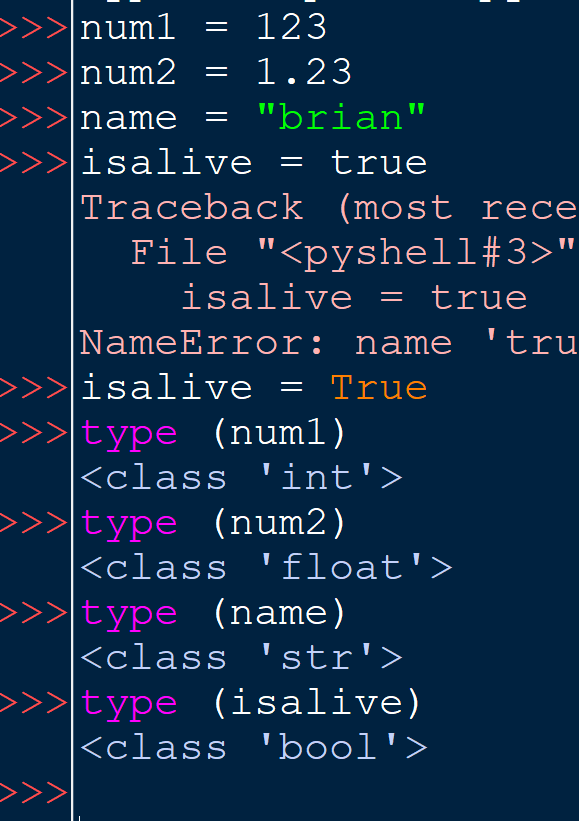 >>> num1 = 123
>>> num2 = 1.23
>>> name = "brian"
>>> isalive = true
Traceback (most rece
File "<pyshell#3>"
isalive = true
NameError: name 'tru
>>> isalive = True
>>> type (num1)
<class 'int'>
>>> type (num2)
<class 'float'>
>>> type (name)
<class 'str'>
>>> type (isalive)
<class 'bool'>
>>>